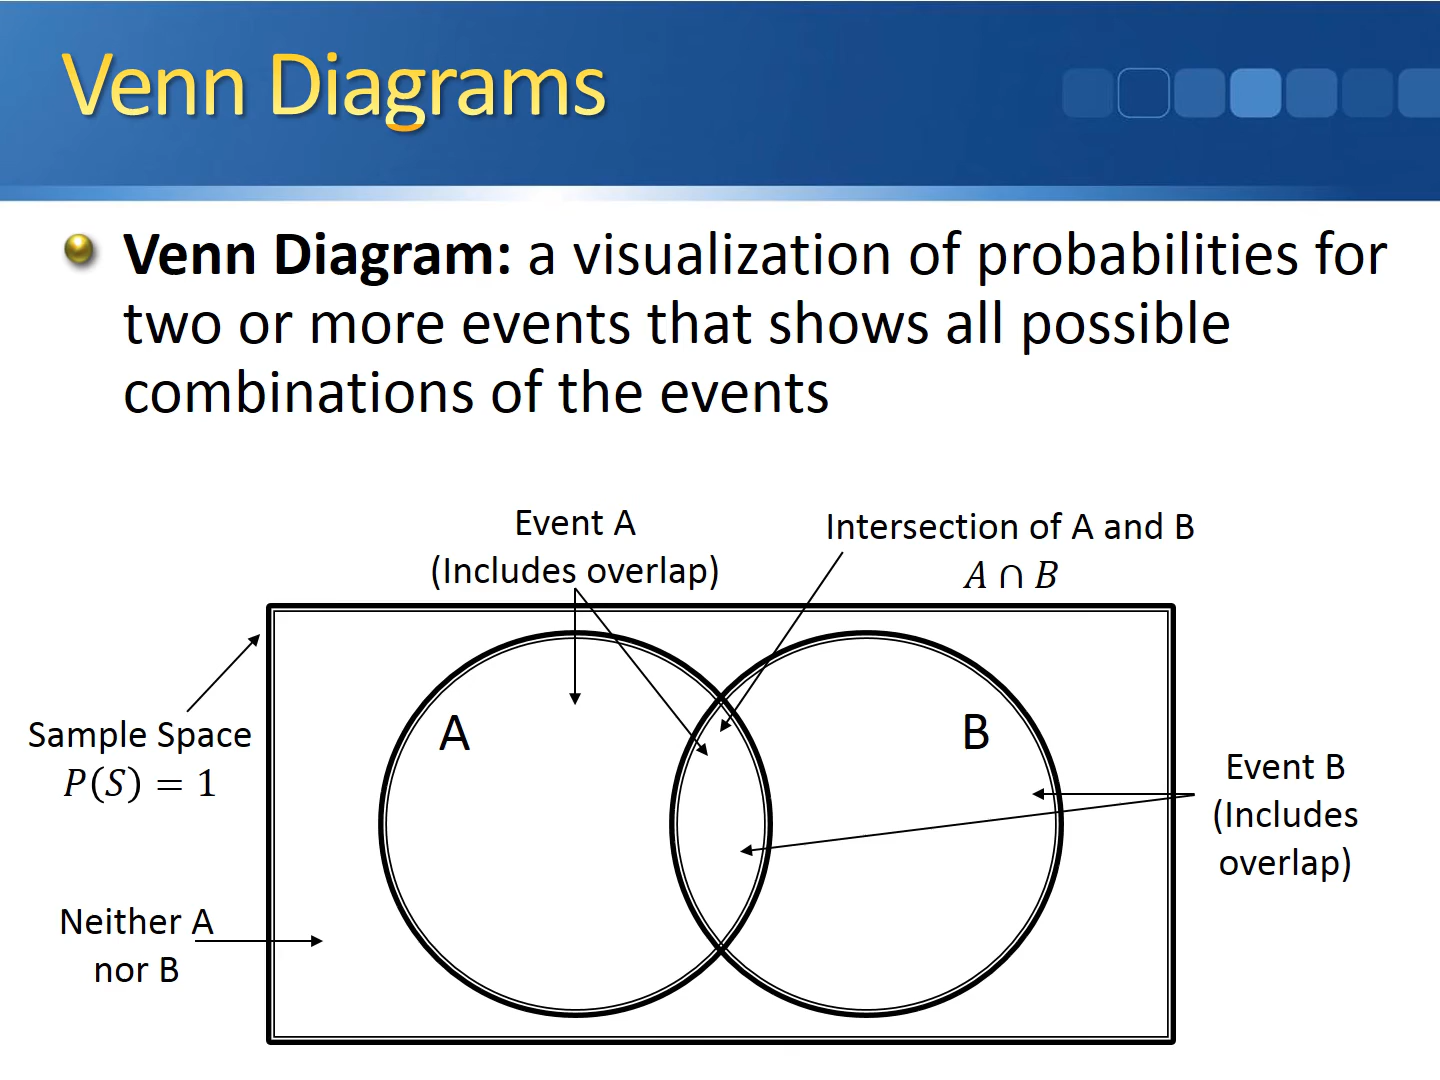 Venn Diagrams
Venn Diagram: a visualization of probabilities for
two or more events that shows all possible
combinations of the events
Event A
(Includes overlap)
Intersection of A and B
A ∩ B
Sample Space
P(S) = 1
A
B
Event B
(Includes
overlap)
Neither A
nor B